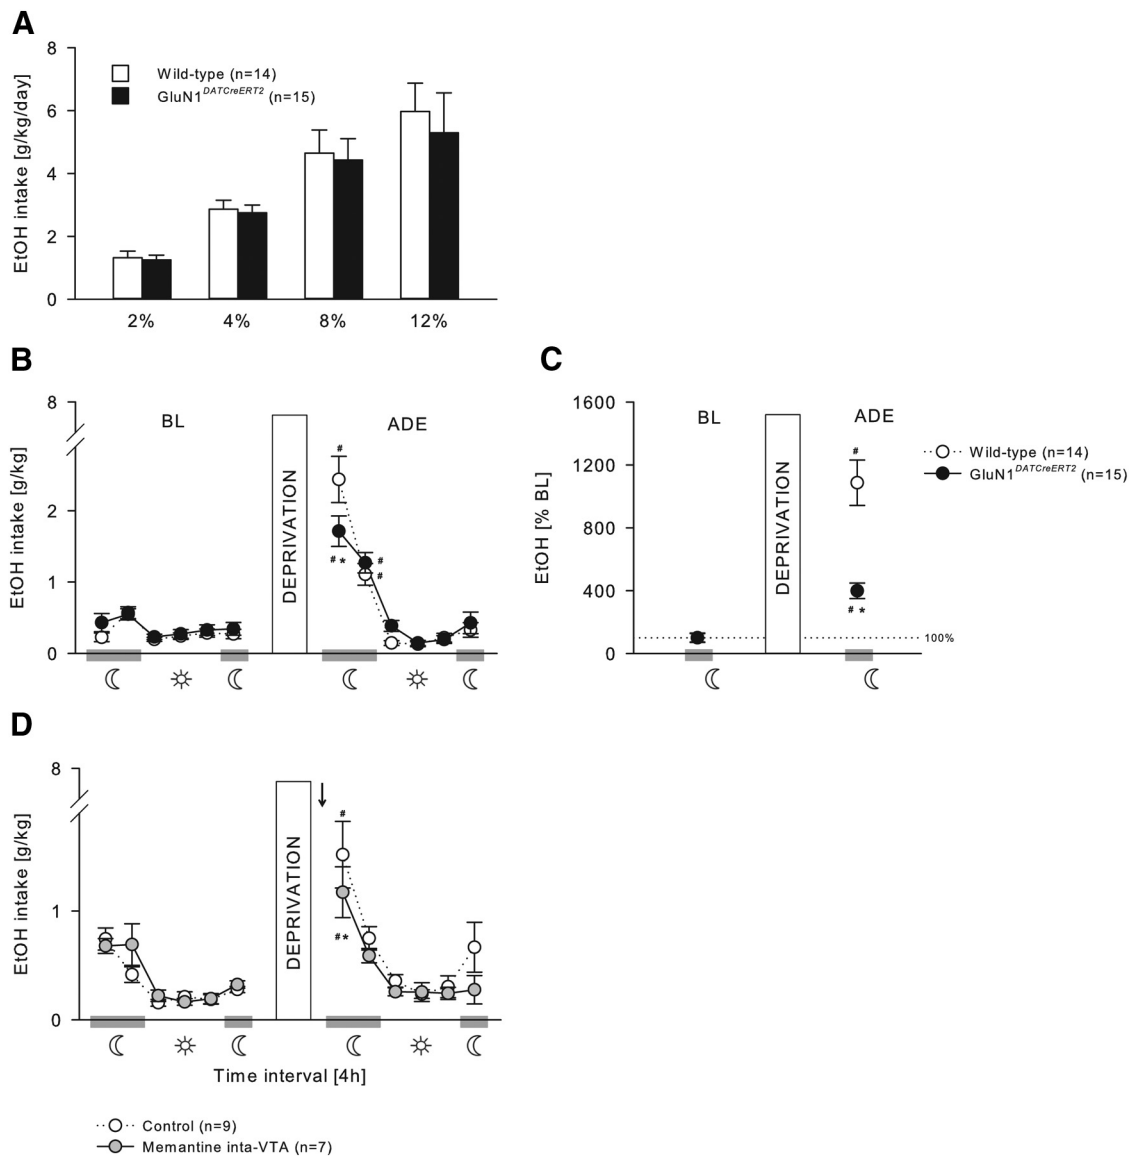 A
EtOH intake [g/kg/day]
8
6
4
2
0
Wild-type (n=14)
GluN1DATCreERT2 (n=15)
2% 4% 8% 12%
B
EtOH intake [g/kg]
8
2
1
0
BL
DEPRIVATION
ADE
#
# *
#
#
C
EtOH [% BL]
1600
1200
800
400
0
BL
DEPRIVATION
ADE
#
# *
100%
Wild-type (n=14)
GluN1DATCreERT2 (n=15)
D
EtOH intake [g/kg]
8
1
0
DEPRIVATION
#
# *
Time interval [4h]
Control (n=9)
Memantine inta-VTA (n=7)